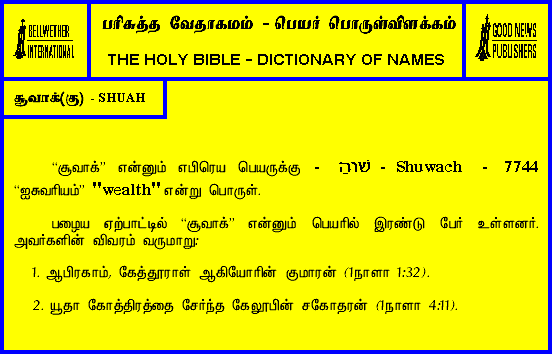 BELLWETHER
INTERNATIONAL
பரிசுத்த வேதாகமம் - பெயர் பொருள்விளக்கம்
THE HOLY BIBLE - DICTIONARY OF NAMES
GOOD NEWS
PUBLISHERS
சூவாக்(கு) - SHUAH
“சூவாக்” என்னும் எபிரெய பெயருக்கு - שׁוּה - Shuwach - 7744
“ஐசுவரியம்” "wealth" என்று பொருள்.
பழைய ஏற்பாட்டில் “சூவாக்” என்னும் பெயரில் இரண்டு பேர் உள்ளனர்.
அவர்களின் விவரம் வருமாறு:
1. ஆபிரகாம், கேத்தூராள் ஆகியோரின் குமாரன் (1நாளா 1:32).
2. யூதா கோத்திரத்தை சேர்ந்த கேலூபின் சகோதரன் (1நாளா 4:11).